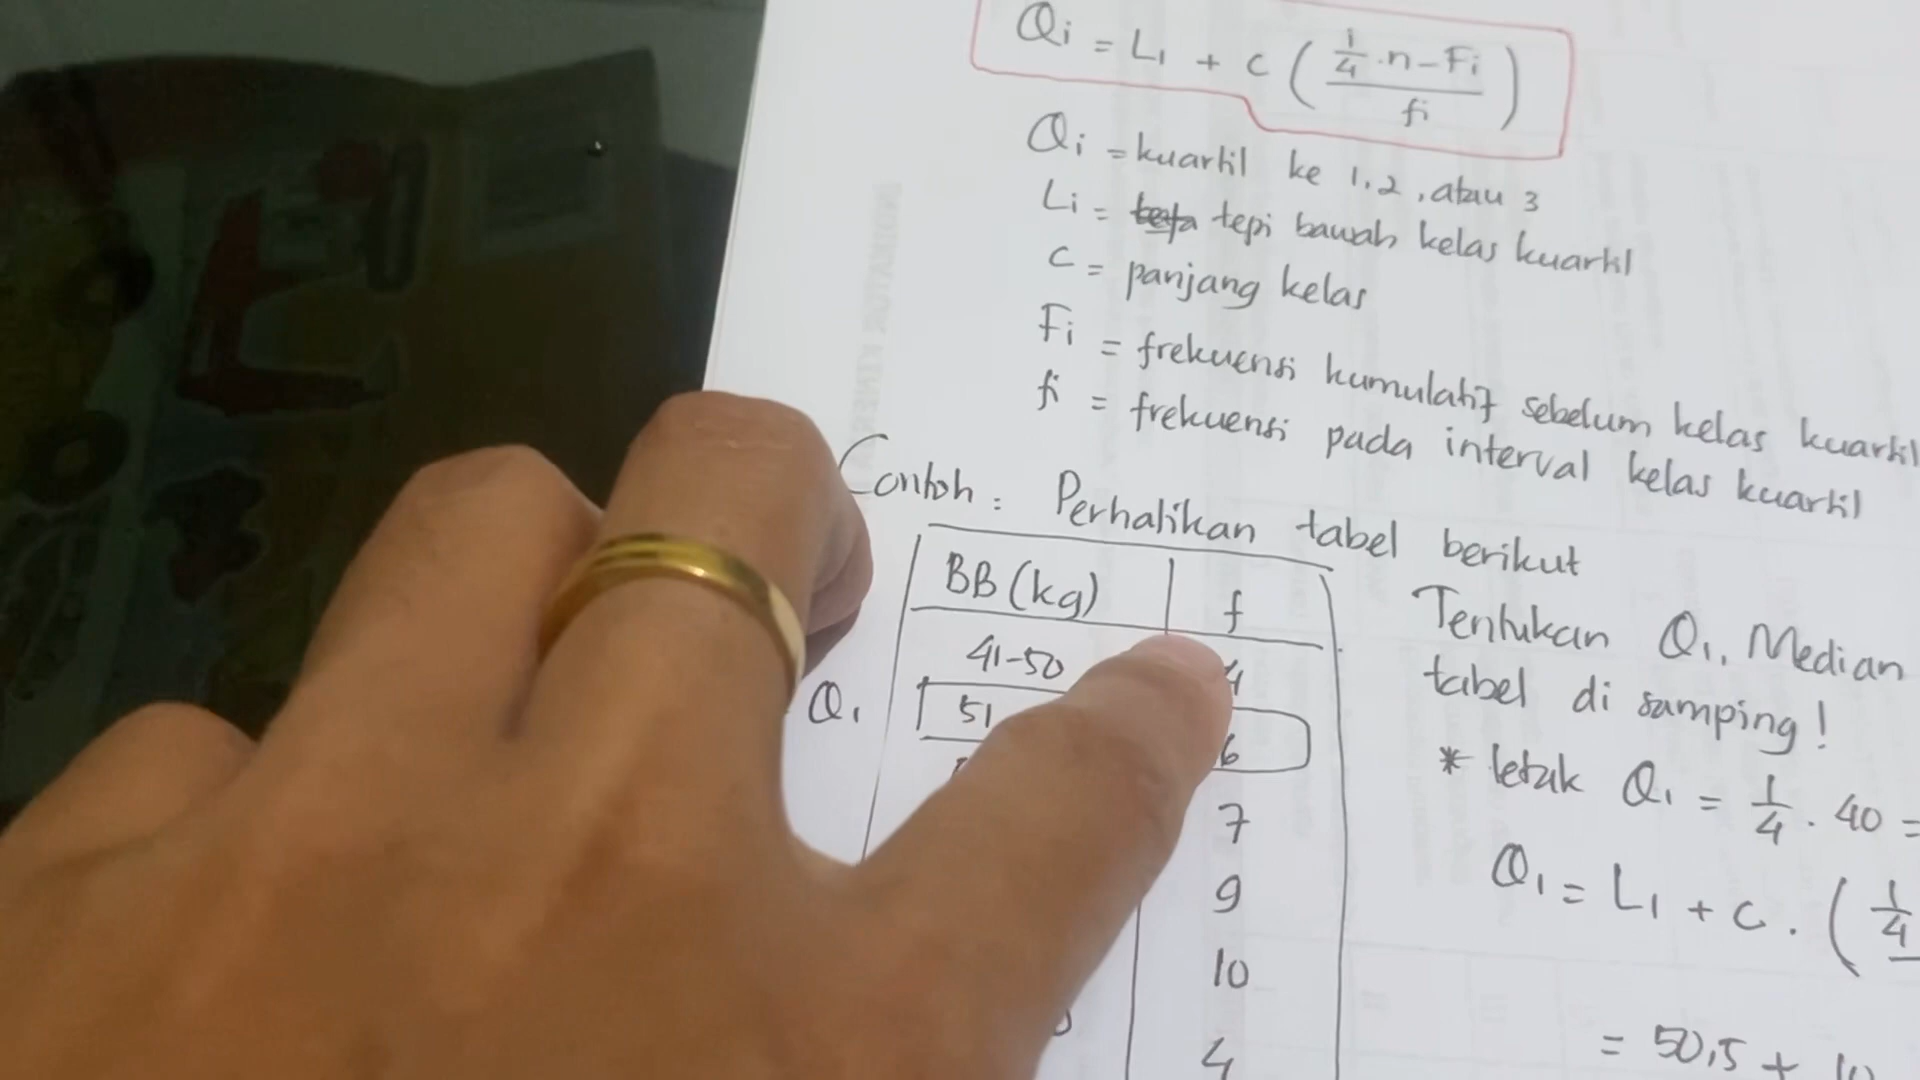 Qi = L1 + c ( 1/4 . n - Fi / fi )
Qi = kuartil ke 1,2, atau 3
Li = tepi bawah kelas kuartil
c = panjang kelas
Fi = frekuensi kumulatif sebelum kelas kuartil
fi = frekuensi pada interval kelas kuartil
Contoh : Perhatikan tabel berikut
BB (kg) f
41-50 4
Q1 51 6
7
9
10
4
Tentukan Q1, Median
tabel di samping!
* letak Q1 = 1/4 . 40 =
Q1 = L1 + c . ( 1/4
= 50,5 + 10